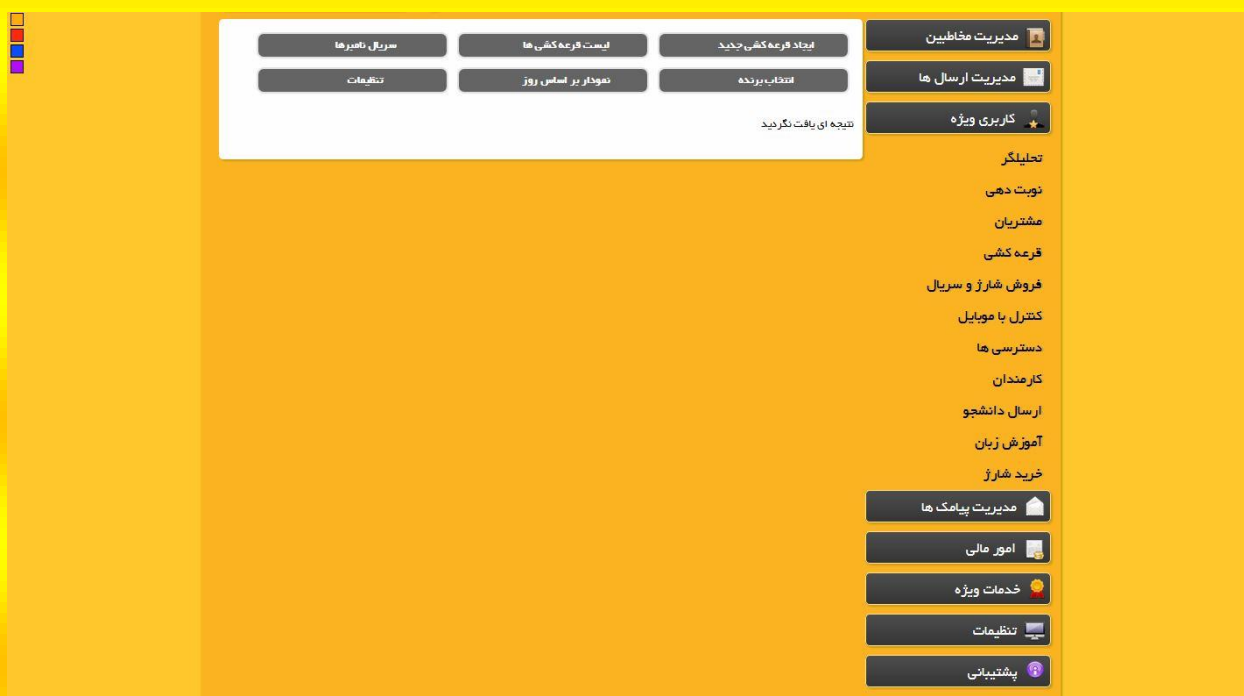 مدیریت مخاطبین
مدیریت ارسال ها
کاربری ویژه
تحلیلگر
نوبت دهی
مشتریان
قرعه کشی
فروش شارژ و سریال
کنترل با موبایل
دسترسی ها
کارمندان
ارسال دانشجو
آموزش زبان
خرید شارژ
مدیریت پیامک ها
امور مالی
خدمات ویژه
تنظیمات
پشتیبانی
ایجاد قرعه کشی جدید لیست قرعه کشی ها سریال نامبرها
انتخاب برنده نمودار بر اساس روز تنظیمات
نتیجه ای یافت نگردید